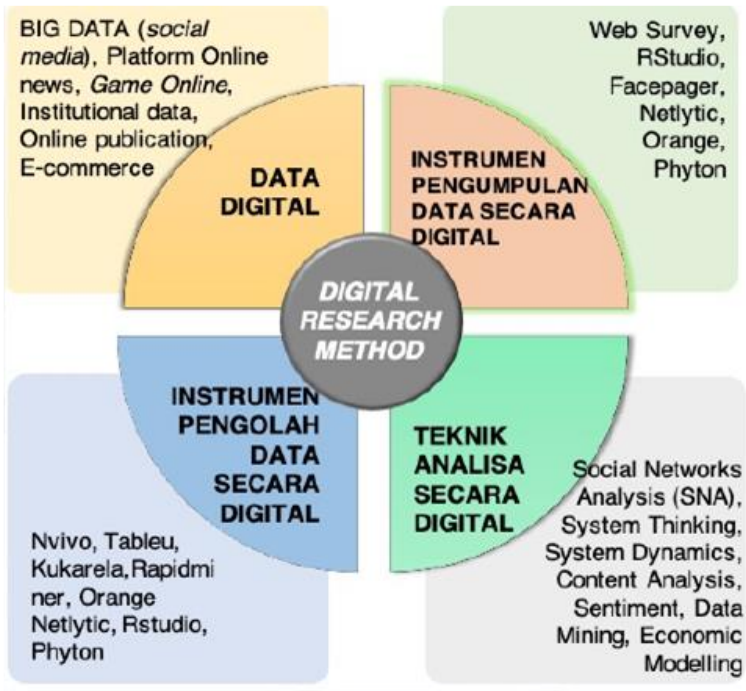 BIG DATA (social
media), Platform Online
news, Game Online,
Institutional data,
Online publication,
E-commerce
DATA
DIGITAL
Web Survey,
RStudio,
Facepager,
Netlytic,
Orange,
Phyton
INSTRUMEN
PENGUMPULAN
DATA SECARA
DIGITAL
DIGITAL
RESEARCH
METHOD
INSTRUMEN
PENGOLAH
DATA
SECARA
DIGITAL
Nvivo, Tableu,
Kukarela,Rapidmi
ner, Orange
Netlytic, Rstudio,
Phyton
TEKNIK
ANALISA
SECARA
DIGITAL
Social Networks
Analysis (SNA),
System Thinking,
System Dynamics,
Content Analysis,
Sentiment, Data
Mining, Economic
Modelling